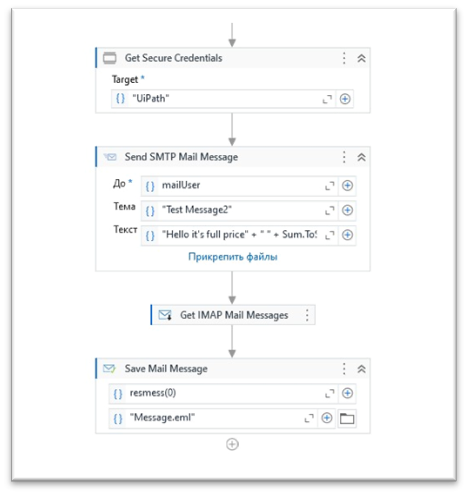 Get Secure Credentials
Target *
"UiPath"
Send SMTP Mail Message
До * mailUser
Тема "Test Message2"
Текст "Hello it's full price" + " " + Sum.ToS
Прикрепить файлы
Get IMAP Mail Messages
Save Mail Message
resmess(0)
"Message.eml"